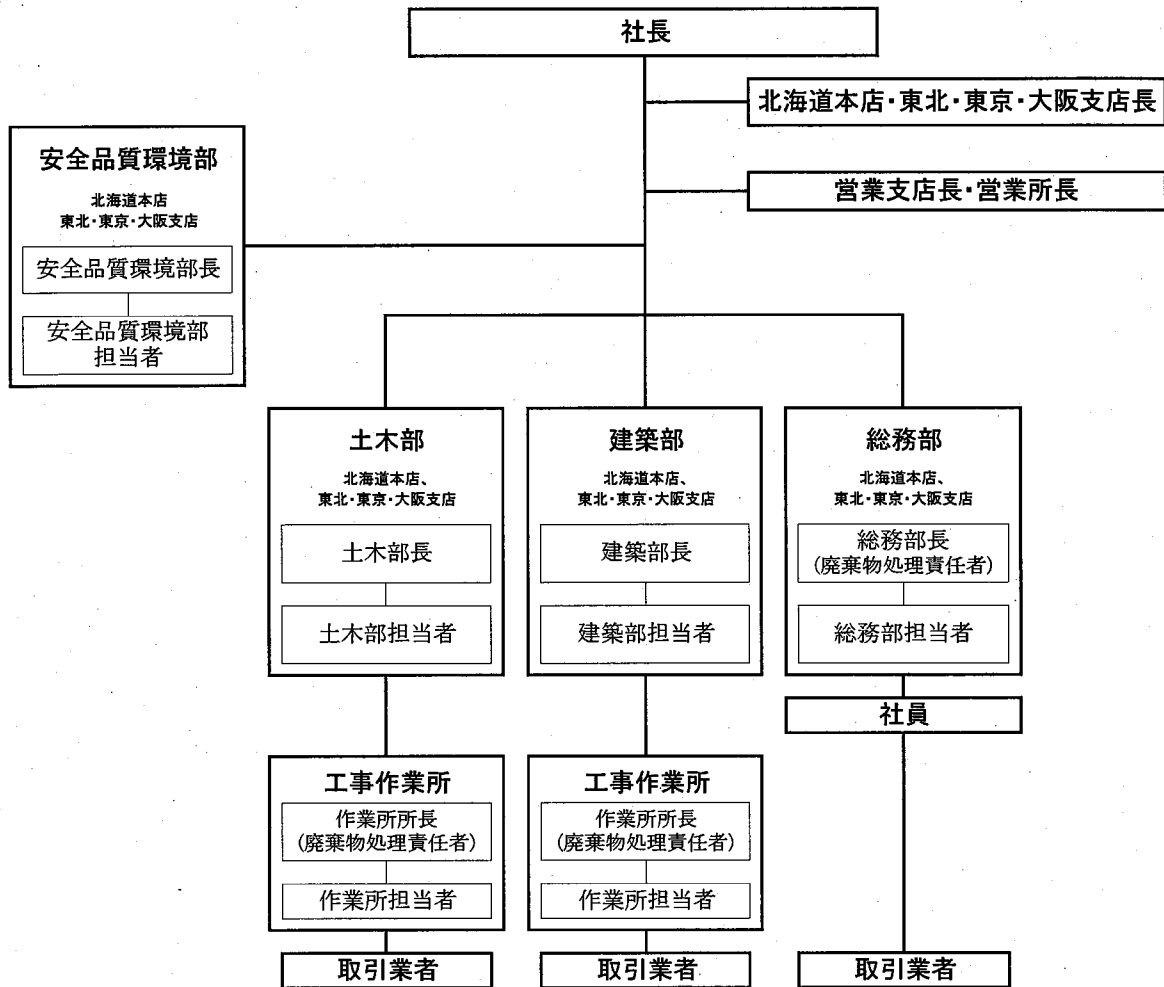 社長
北海道本店・東北・東京・大阪支店長
営業支店長・営業所長
安全品質環境部
北海道本店
東北・東京・大阪支店
安全品質環境部長
安全品質環境部
担当者
土木部
北海道本店、
東北・東京・大阪支店
土木部長
土木部担当者
建築部
北海道本店、
東北・東京・大阪支店
建築部長
建築部担当者
総務部
北海道本店、
東北・東京・大阪支店
総務部長
(廃棄物処理責任者)
総務部担当者
社員
工事作業所
作業所所長
(廃棄物処理責任者)
作業所担当者
工事作業所
作業所所長
(廃棄物処理責任者)
作業所担当者
取引業者
取引業者
取引業者